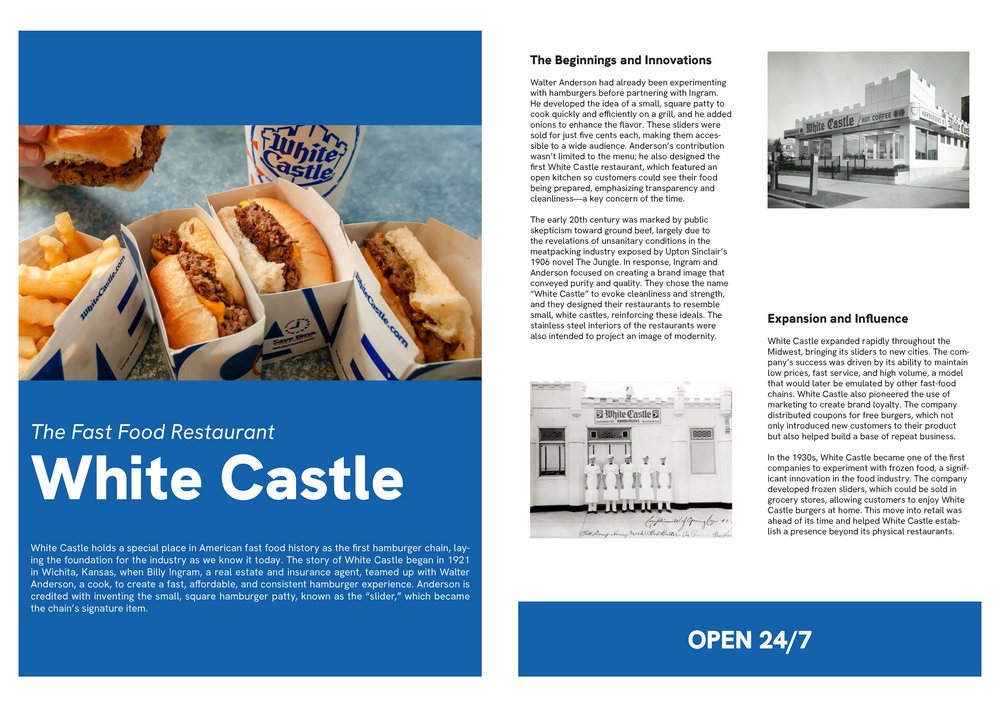 White
Castle
WhiteCastle.com
WhiteCastle.com
The Fast Food Restaurant
White Castle
White Castle holds a special place in American fast food history as the first hamburger chain, lay-
ing the foundation for the industry as we know it today. The story of White Castle began in 1921
in Wichita, Kansas, when Billy Ingram, a real estate and insurance agent, teamed up with Walter
Anderson, a cook, to create a fast, affordable, and consistent hamburger experience. Anderson is
credited with inventing the small, square hamburger patty, known as the “slider,” which became
the chain’s signature item.
The Beginnings and Innovations
Walter Anderson had already been experimenting
with hamburgers before partnering with Ingram.
He developed the idea of a small, square patty to
cook quickly and efficiently on a grill, and he added
onions to enhance the flavor. These sliders were
sold for just five cents each, making them acces-
sible to a wide audience. Anderson’s contribution
wasn’t limited to the menu; he also designed the
first White Castle restaurant, which featured an
open kitchen so customers could see their food
being prepared, emphasizing transparency and
cleanliness—a key concern of the time.
The early 20th century was marked by public
skepticism toward ground beef, largely due to
the revelations of unsanitary conditions in the
meatpacking industry exposed by Upton Sinclair’s
1906 novel The Jungle. In response, Ingram and
Anderson focused on creating a brand image that
conveyed purity and quality. They chose the name
“White Castle” to evoke cleanliness and strength,
and they designed their restaurants to resemble
small, white castles, reinforcing these ideals. The
stainless steel interiors of the restaurants were
also intended to project an image of modernity.
White Castle
HAMBURGERS
White Castle / HOT COFFEE
White Castle
Expansion and Influence
White Castle expanded rapidly throughout the
Midwest, bringing its sliders to new cities. The com-
pany’s success was driven by its ability to maintain
low prices, fast service, and high volume, a model
that would later be emulated by other fast-food
chains. White Castle also pioneered the use of
marketing to create brand loyalty. The company
distributed coupons for free burgers, which not
only introduced new customers to their product
but also helped build a base of repeat business.
In the 1930s, White Castle became one of the first
companies to experiment with frozen food, a signif-
icant innovation in the food industry. The company
developed frozen sliders, which could be sold in
grocery stores, allowing customers to enjoy White
Castle burgers at home. This move into retail was
ahead of its time and helped White Castle estab-
lish a presence beyond its physical restaurants.
OPEN 24/7